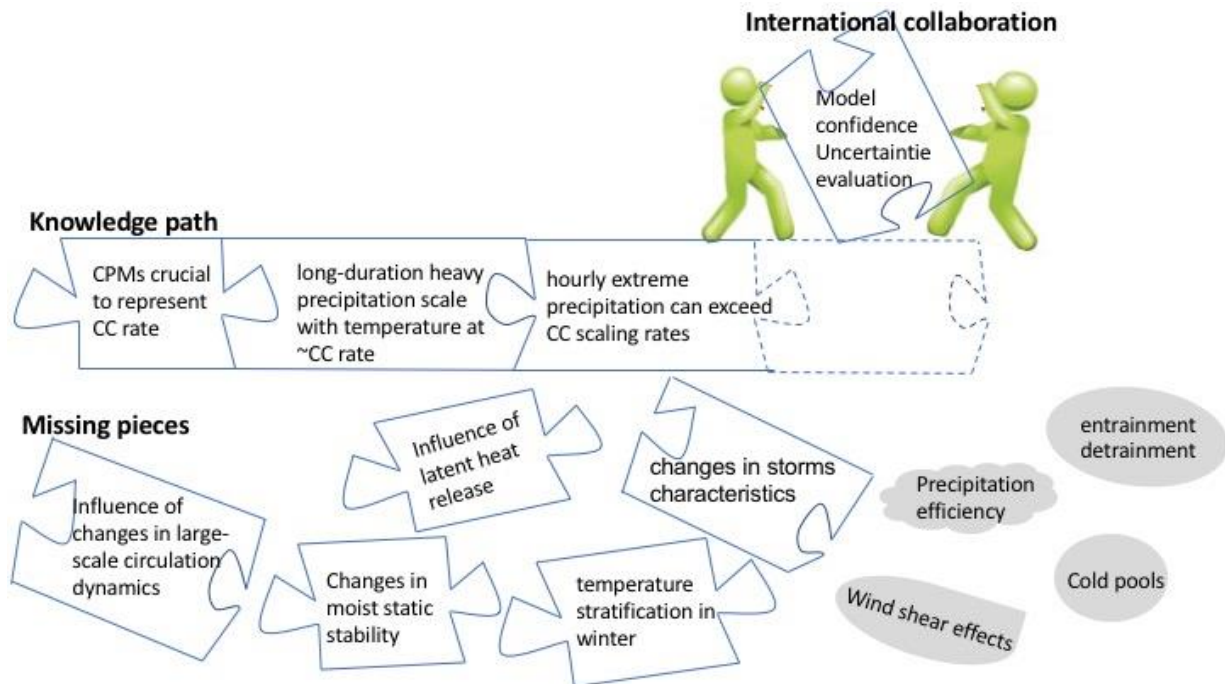 International collaboration
Model
confidence
Uncertaintie
evaluation
Knowledge path
CPMs crucial
to represent
CC rate
long-duration heavy
precipitation scale
with temperature at
~CC rate
hourly extreme
precipitation can exceed
CC scaling rates
Missing pieces
Influence of
changes in large-
scale circulation
dynamics
Influence of
latent heat
release
Changes in
moist static
stability
temperature
stratification in
winter
changes in storms
characteristics
Precipitation
efficiency
entrainment
detrainment
Cold pools
Wind shear effects